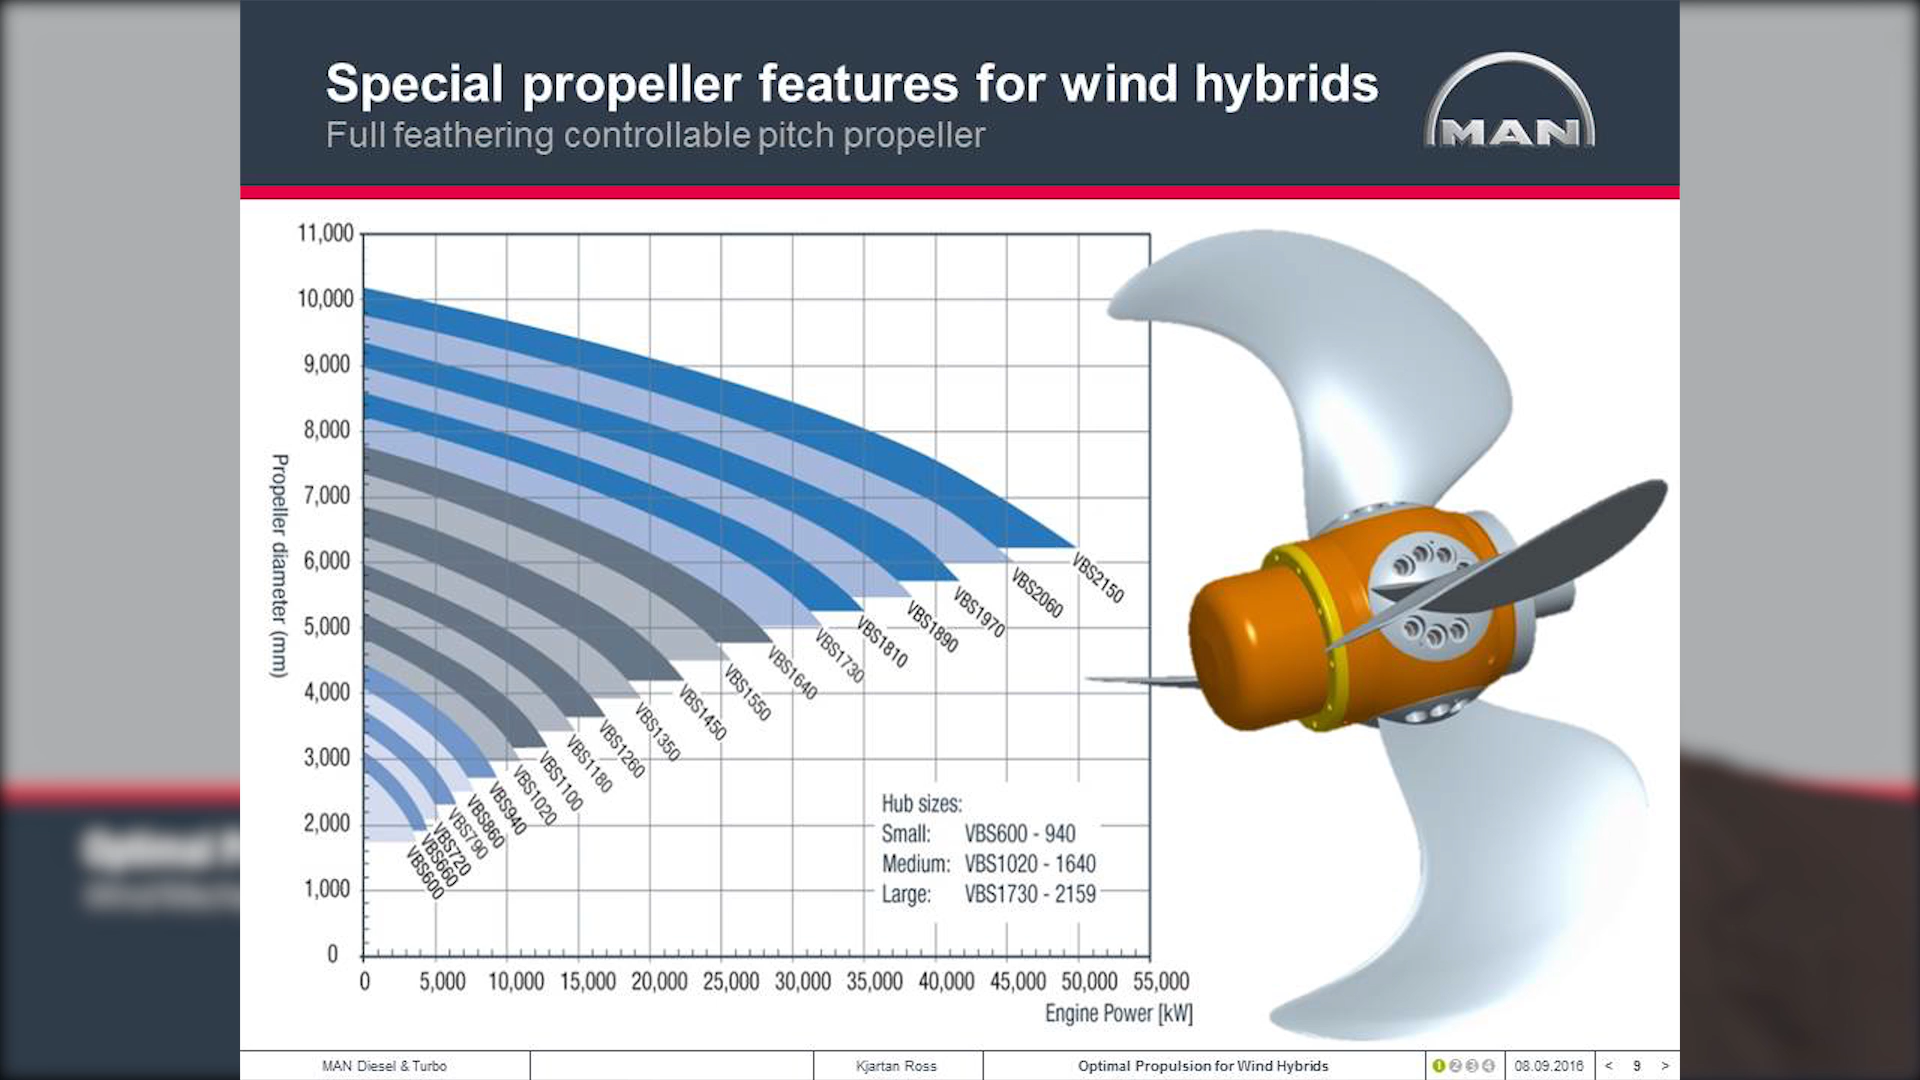 Special propeller features for wind hybrids
Full feathering controllable pitch propeller
MAN
11,000
10,000
9,000
8,000
7,000
6,000
5,000
4,000
3,000
2,000
1,000
0
Propeller diameter (mm)
VBS2150
VBS2060
VBS1970
VBS1890
VBS1810
VBS1730
VBS1640
VBS1550
VBS1450
VBS1350
VBS1260
VBS1180
VBS1100
VBS1020
VBS940
VBS860
VBS790
VBS720
VBS660
VBS600
Hub sizes:
Small: VBS600 - 940
Medium: VBS1020 - 1640
Large: VBS1730 - 2159
0 5,000 10,000 15,000 20,000 25,000 30,000 35,000 40,000 45,000 50,000 55,000
Engine Power [kW]
MAN Diesel & Turbo Kjartan Ross Optimal Propulsion for Wind Hybrids 1 2 3 4 08.09.2016 < 9 >
Optimal P